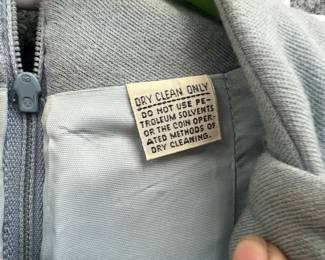 DRY CLEAN ONLY
DO NOT USE PE-
TROLEUM SOLVENTS
OR THE COIN OPER-
ATED METHODS OF
DRY CLEANING.